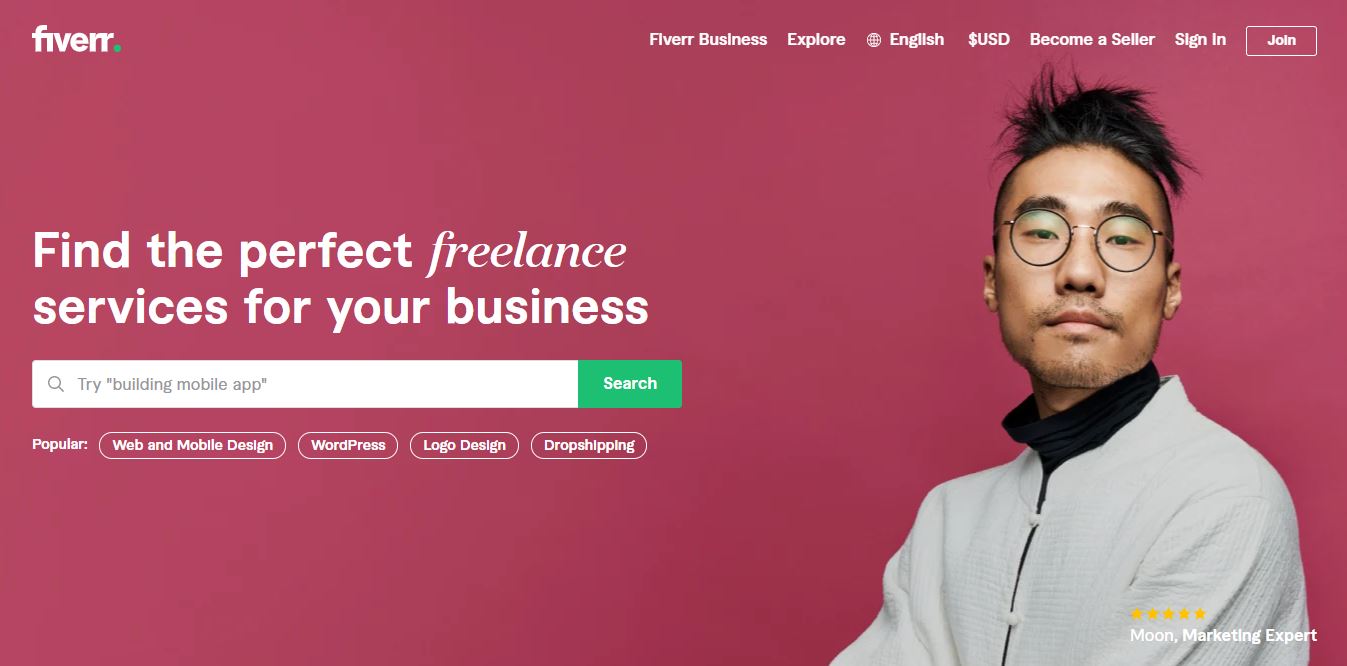 fiverr.
Fiverr Business Explore English $USD Become a Seller Sign In Join
Find the perfect freelance
services for your business
Try "building mobile app" Search
Popular: Web and Mobile Design WordPress Logo Design Dropshipping
Moon, Marketing Expert